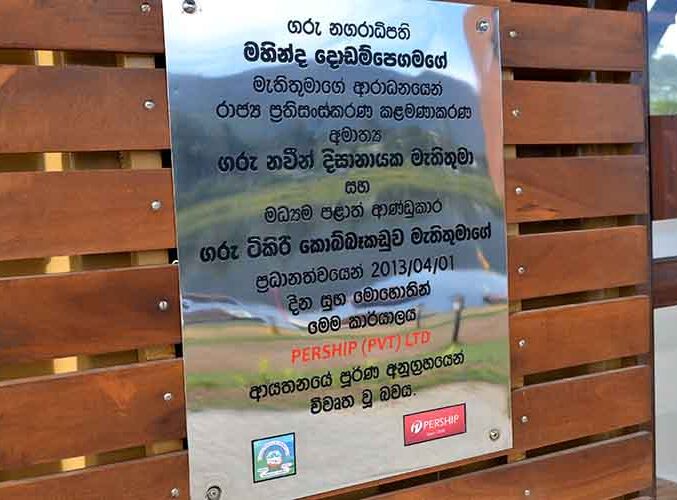 ගරු නගරාධිපති
මහින්ද දොඩම්පෙගමගේ
මැතිතුමාගේ ආරාධනයෙන්
රාජ්‍ය ප්‍රතිසංස්කරණ කළමණාකරණ
අමාත්‍ය
ගරු නවීන් දිසානායක මැතිතුමා
සහ
මධ්‍යම පළාත් ආණ්ඩුකාර
ගරු ටිකිරි කොබ්බෑකඩුව මැතිතුමාගේ
ප්‍රධානත්වයෙන් 2013/04/01
දින සුභ මොහොතින්
මෙම කාර්යාලය
PERSHIP (PVT) LTD
ආයතනයේ පූර්ණ අනුග්‍රහයෙන්
විවෘත වූ බවය.
PERSHIP